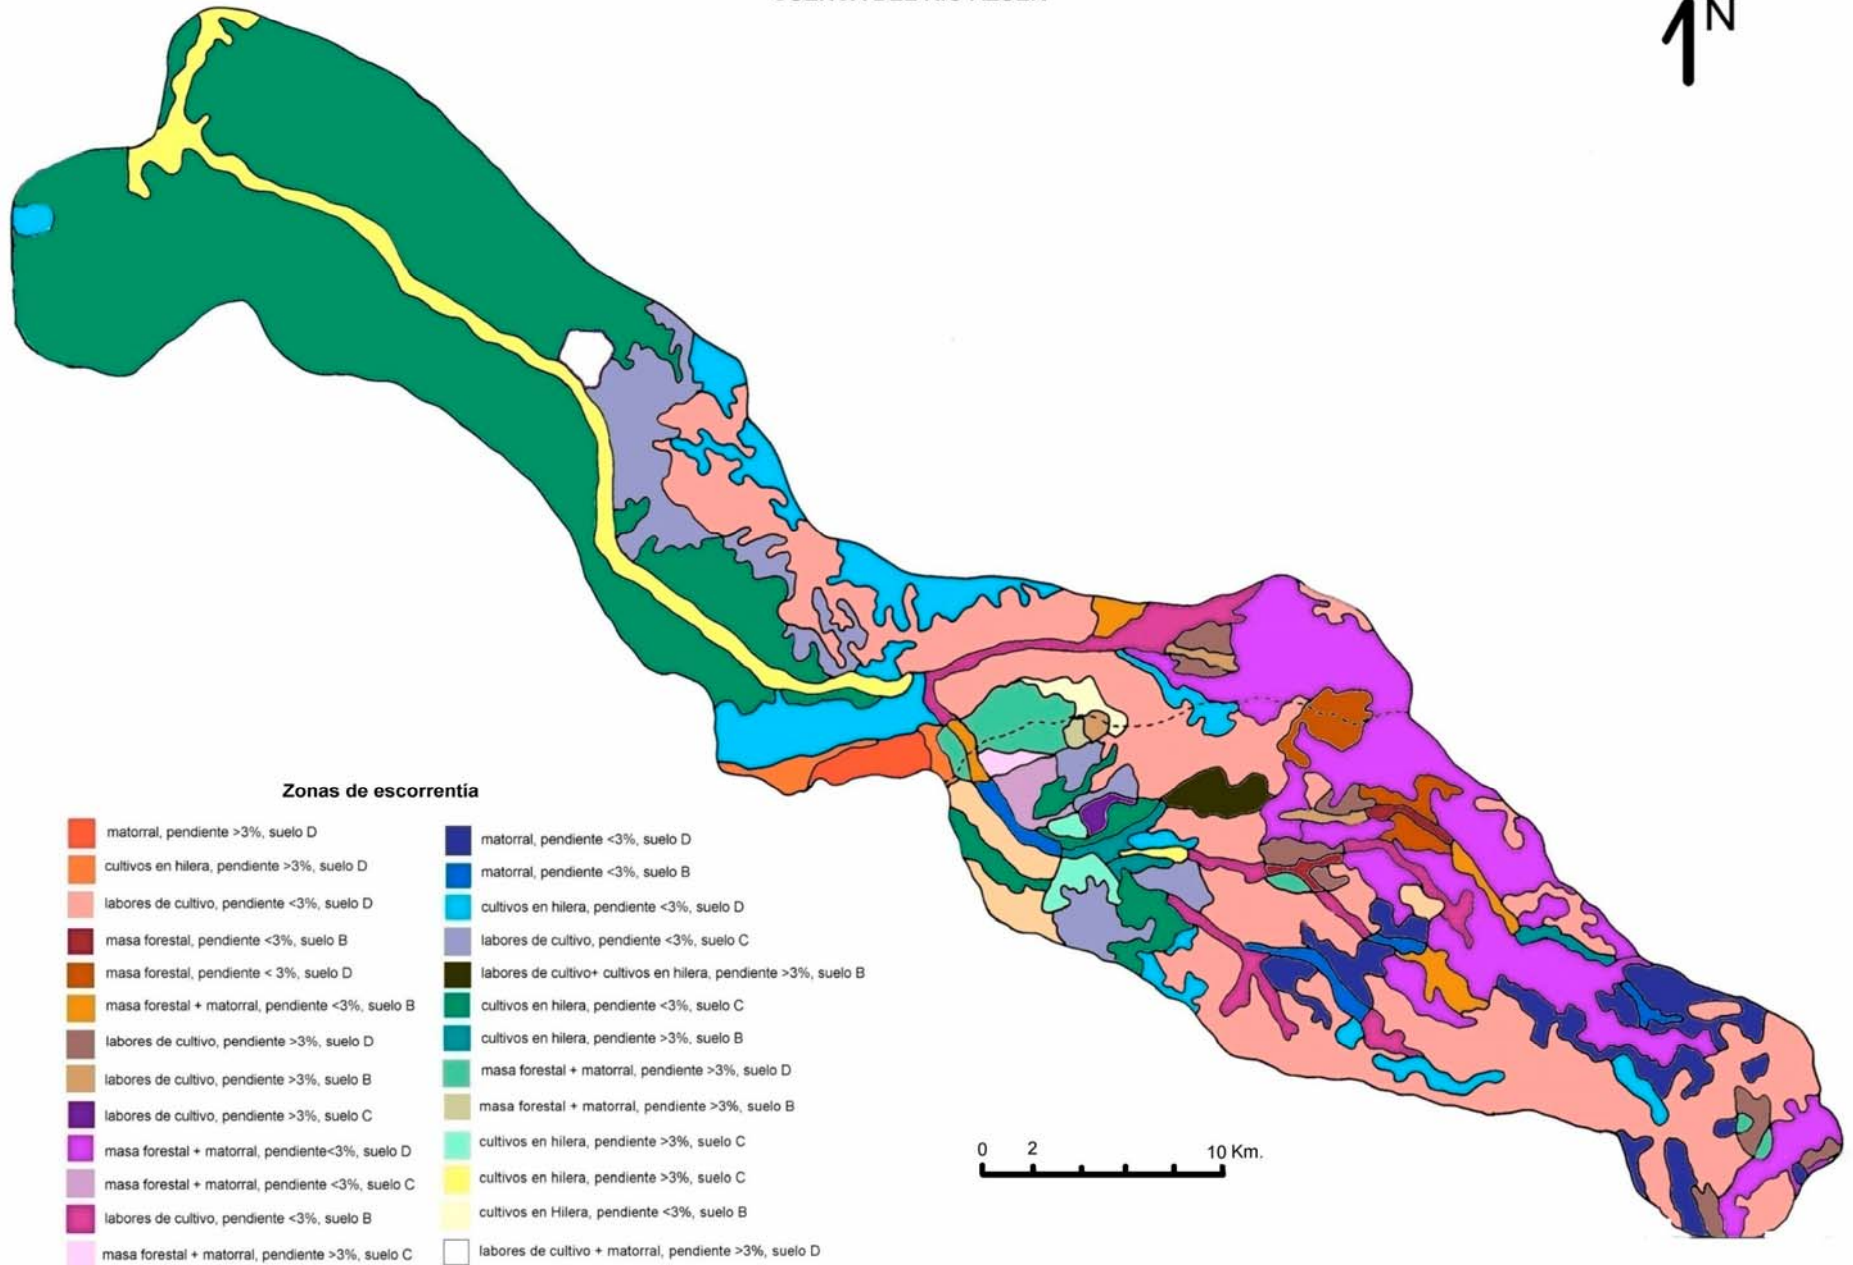 N
Zonas de escorrentía
matorral, pendiente >3%, suelo D
cultivos en hilera, pendiente >3%, suelo D
labores de cultivo, pendiente <3%, suelo D
masa forestal, pendiente <3%, suelo B
masa forestal, pendiente < 3%, suelo D
masa forestal + matorral, pendiente <3%, suelo B
labores de cultivo, pendiente >3%, suelo D
labores de cultivo, pendiente >3%, suelo B
labores de cultivo, pendiente >3%, suelo C
masa forestal + matorral, pendiente<3%, suelo D
masa forestal + matorral, pendiente <3%, suelo C
labores de cultivo, pendiente <3%, suelo B
masa forestal + matorral, pendiente >3%, suelo C
matorral, pendiente <3%, suelo D
matorral, pendiente <3%, suelo B
cultivos en hilera, pendiente <3%, suelo D
labores de cultivo, pendiente <3%, suelo C
labores de cultivo+ cultivos en hilera, pendiente >3%, suelo B
cultivos en hilera, pendiente <3%, suelo C
cultivos en hilera, pendiente >3%, suelo B
masa forestal + matorral, pendiente >3%, suelo D
masa forestal + matorral, pendiente >3%, suelo B
cultivos en hilera, pendiente >3%, suelo C
cultivos en hilera, pendiente >3%, suelo C
cultivos en Hilera, pendiente <3%, suelo B
labores de cultivo + matorral, pendiente >3%, suelo D
0 2 10 Km.